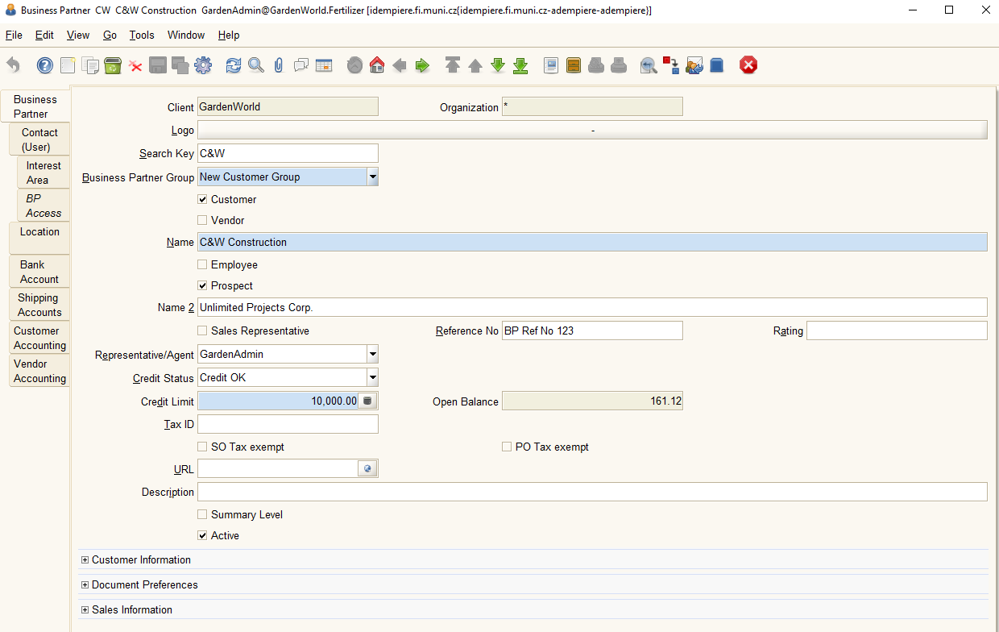 Business Partner  CW  C&W Construction  GardenAdmin@GardenWorld.Fertilizer [idempiere.fi.muni.cz{idempiere.fi.muni.cz-adempiere-adempiere}]
File Edit View Go Tools Window Help
Business Partner
Contact (User)
Interest Area
BP Access
Location
Bank Account
Shipping Accounts
Customer Accounting
Vendor Accounting
Client GardenWorld Organization *
Logo -
Search Key C&W
Business Partner Group New Customer Group
Customer
Vendor
Name C&W Construction
Employee
Prospect
Name 2 Unlimited Projects Corp.
Sales Representative Reference No BP Ref No 123 Rating
Representative/Agent GardenAdmin
Credit Status Credit OK
Credit Limit 10,000.00 Open Balance 161.12
Tax ID
SO Tax exempt PO Tax exempt
URL
Description
Summary Level
Active
Customer Information
Document Preferences
Sales Information